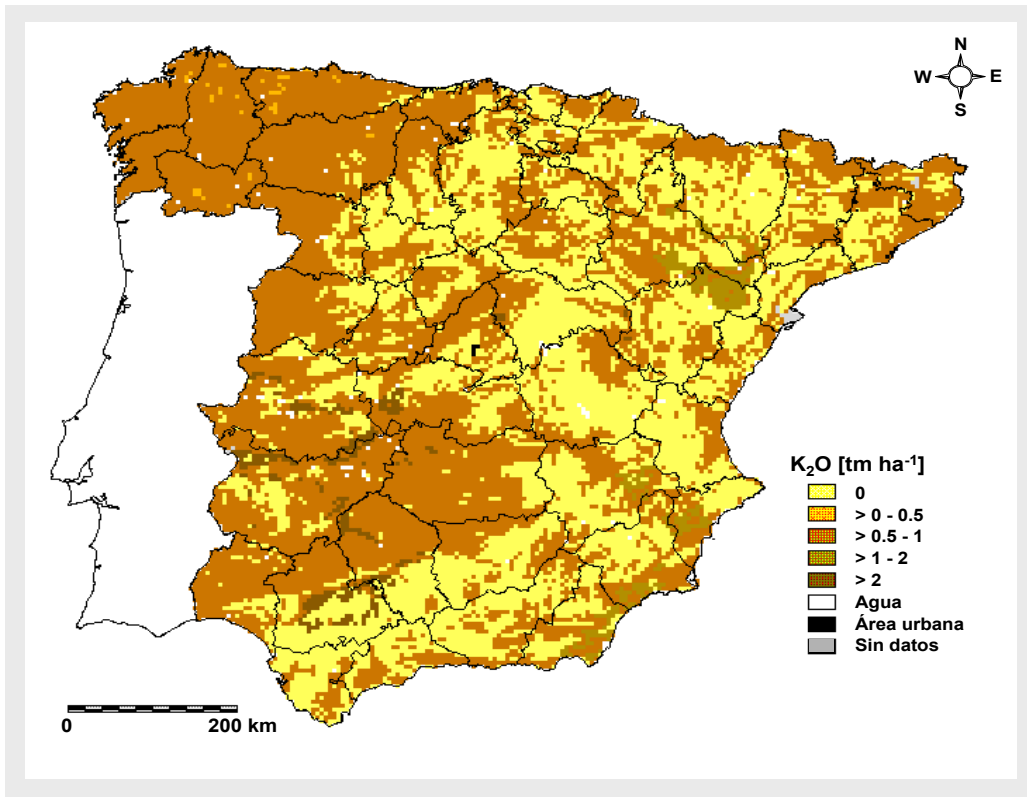 N
W E
S
K₂O [tm ha⁻¹]
0
> 0 - 0.5
> 0.5 - 1
> 1 - 2
> 2
Agua
Área urbana
Sin datos
0 200 km